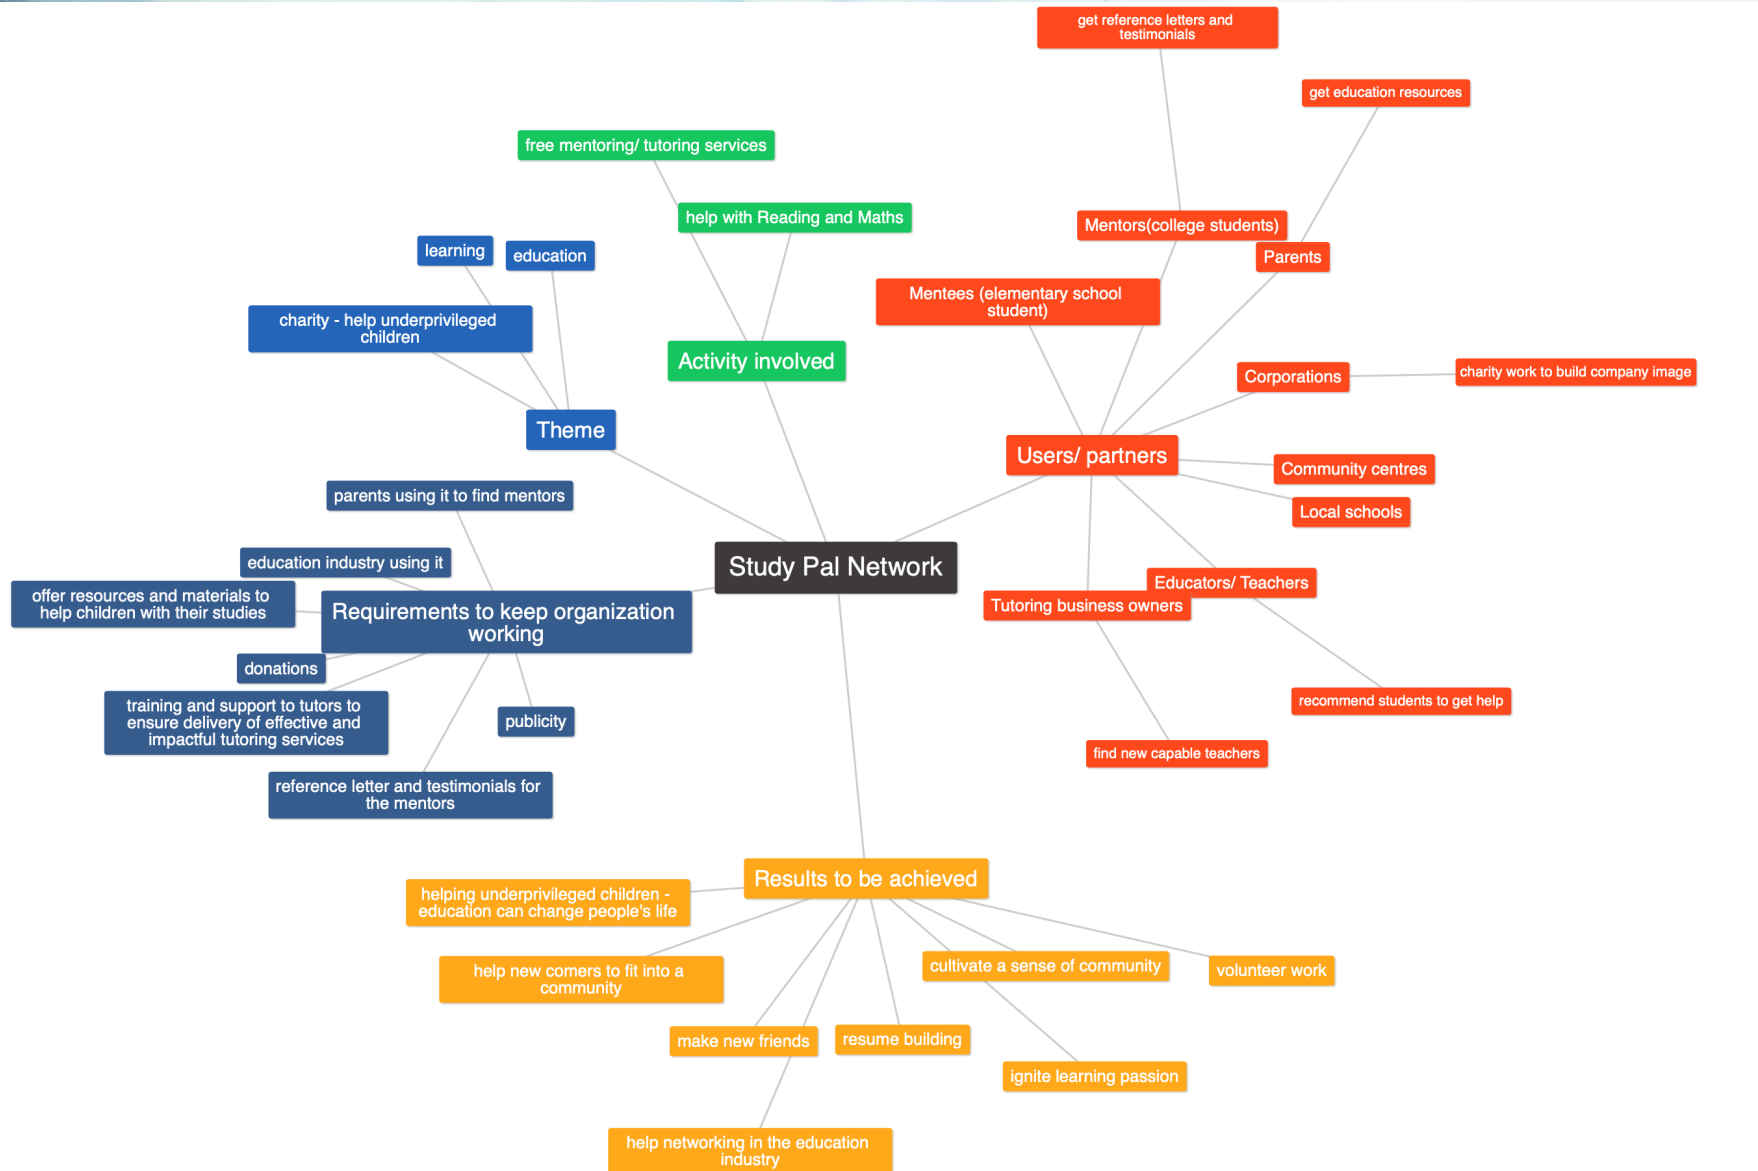 get reference letters and
testimonials
get education resources
free mentoring/ tutoring services
help with Reading and Maths
Mentors(college students)
Parents
learning
education
Mentees (elementary school
student)
charity - help underprivileged
children
Activity involved
Corporations
charity work to build company image
Theme
Users/ partners
Community centres
Local schools
parents using it to find mentors
education industry using it
Study Pal Network
Educators/ Teachers
Tutoring business owners
offer resources and materials to
help children with their studies
Requirements to keep organization
working
donations
training and support to tutors to
ensure delivery of effective and
impactful tutoring services
publicity
recommend students to get help
find new capable teachers
reference letter and testimonials for
the mentors
Results to be achieved
helping underprivileged children -
education can change people's life
help new comers to fit into a
community
cultivate a sense of community
volunteer work
make new friends
resume building
ignite learning passion
help networking in the education
industry